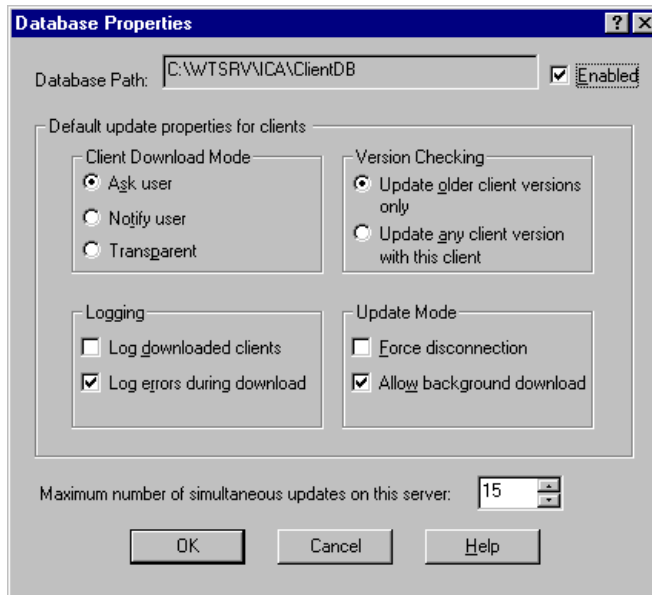 Database Properties
Database Path: C:\WTSRV\ICA\ClientDB Enabled
Default update properties for clients
Client Download Mode
Ask user
Notify user
Transparent
Version Checking
Update older client versions
only
Update any client version
with this client
Logging
Log downloaded clients
Log errors during download
Update Mode
Force disconnection
Allow background download
Maximum number of simultaneous updates on this server: 15
OK Cancel Help